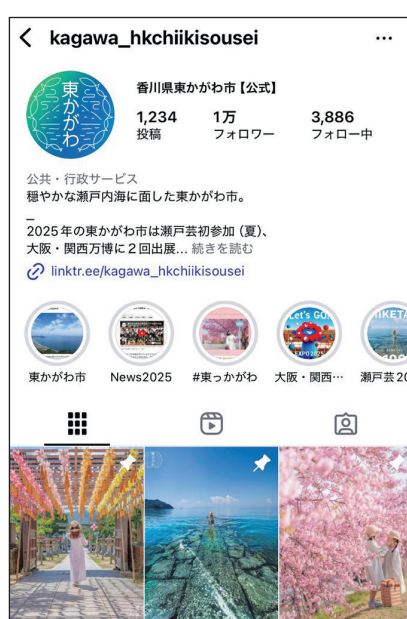 kagawa_hkchiikisousei
東かがわ
香川県東かがわ市【公式】
1,234 1万 3,886
投稿 フォロワー フォロー中
公共・行政サービス
穏やかな瀬戸内海に面した東かがわ市。
_
2025年の東かがわ市は瀬戸芸初参加（夏）、
大阪・関西万博に2回出展... 続きを読む
linktr.ee/kagawa_hkchiikisousei
Let's GO!
EXPO2025
HIKETA
東かがわ市 News2025 #東っかがわ 大阪・関西… 瀬戸芸20